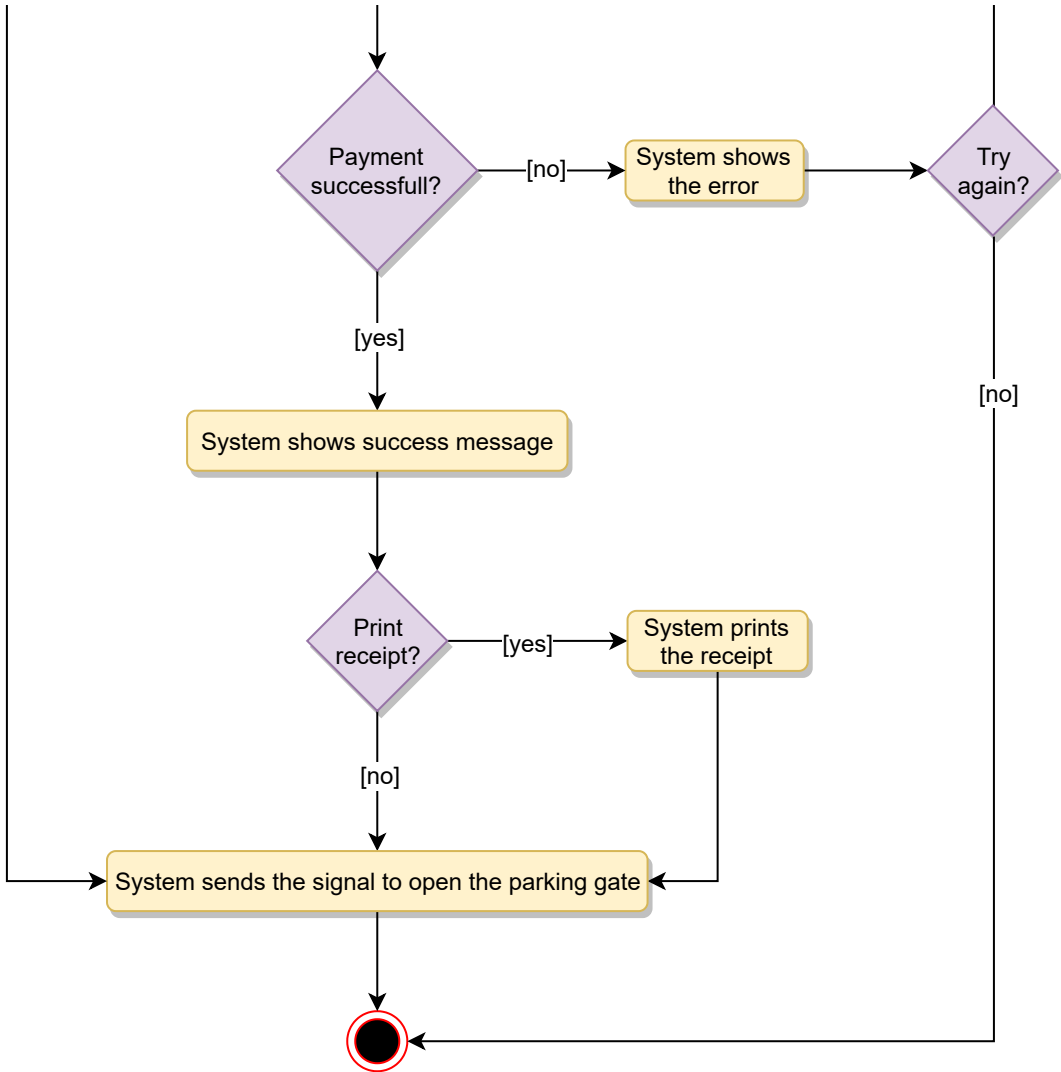 Payment
successfull?
[no]
System shows
the error
Try
again?
[yes]
[no]
System shows success message
Print
receipt?
[yes]
System prints
the receipt
[no]
System sends the signal to open the parking gate